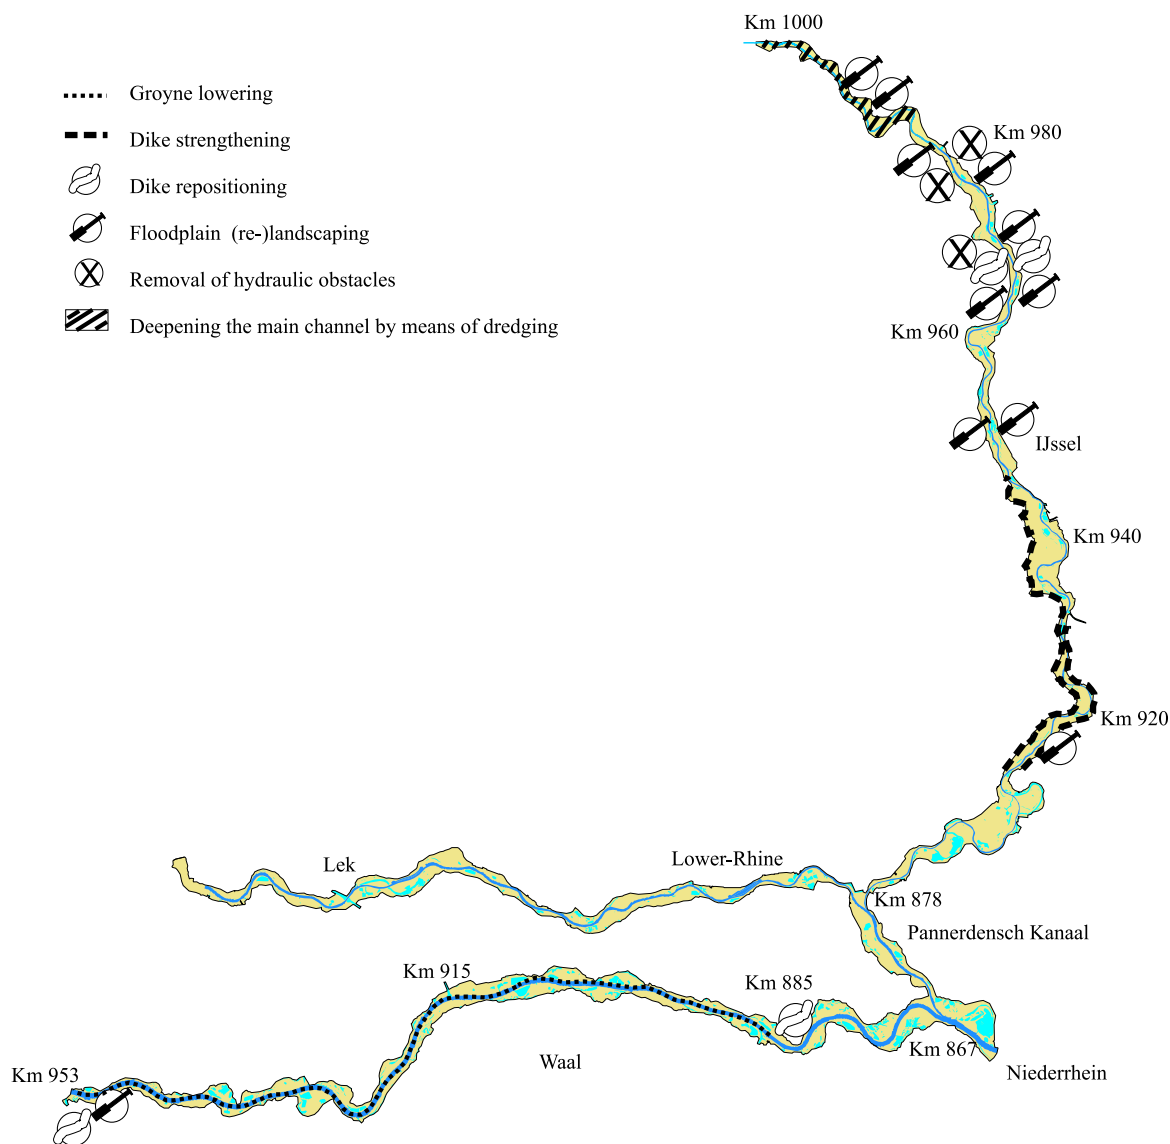 Km 1000
Groyne lowering
Dike strengthening
Dike repositioning
Floodplain (re-)landscaping
Removal of hydraulic obstacles
Deepening the main channel by means of dredging
Km 980
Km 960
IJssel
Km 940
Km 920
Lek
Lower-Rhine
Km 878
Pannerdensch Kanaal
Km 915
Km 885
Km 867
Waal
Niederrhein
Km 953